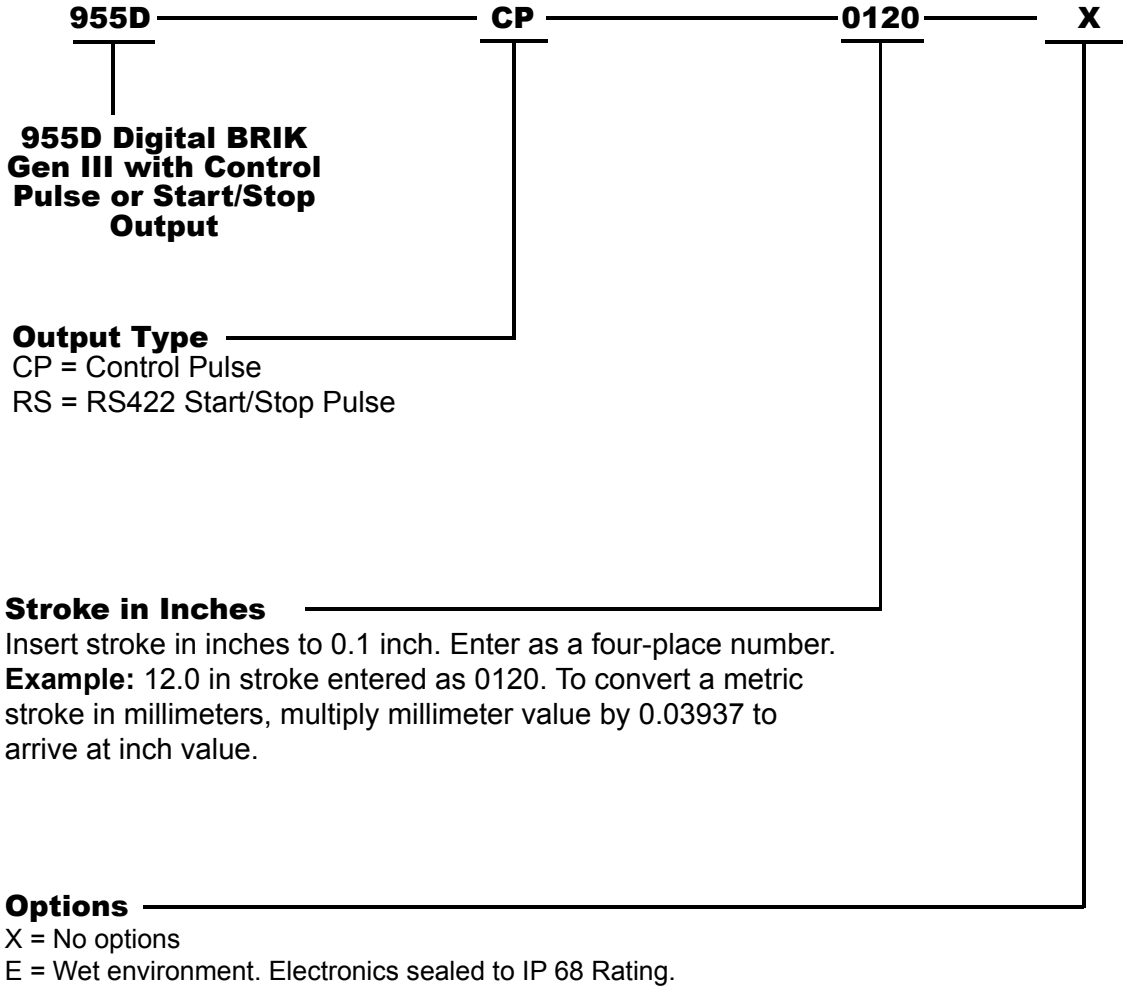 955D CP 0120 X
955D Digital BRIK
Gen III with Control
Pulse or Start/Stop
Output
Output Type
CP = Control Pulse
RS = RS422 Start/Stop Pulse
Stroke in Inches
Insert stroke in inches to 0.1 inch. Enter as a four-place number.
Example: 12.0 in stroke entered as 0120. To convert a metric
stroke in millimeters, multiply millimeter value by 0.03937 to
arrive at inch value.
Options
X = No options
E = Wet environment. Electronics sealed to IP 68 Rating.